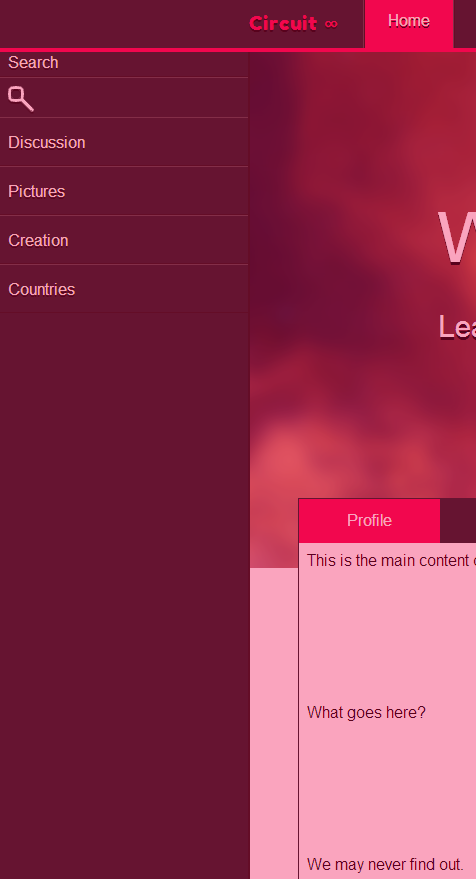 Circuit ∞
Home
Search
Discussion
Pictures
Creation
Countries
W
Lea
Profile
This is the main content
What goes here?
We may never find out.